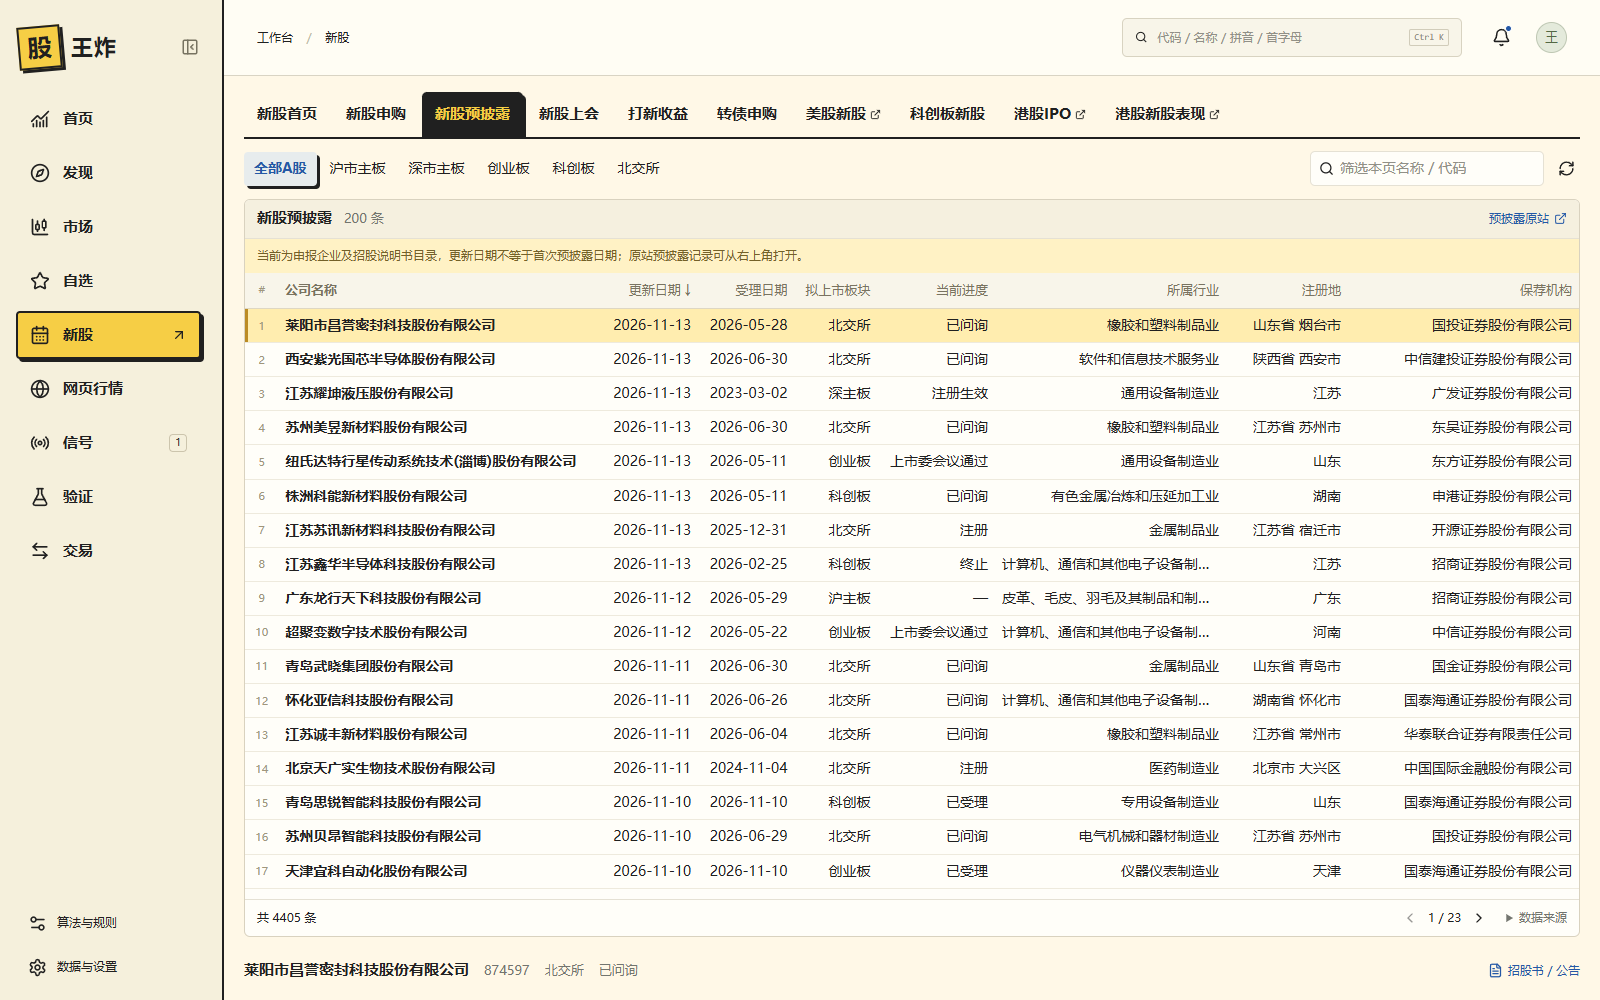 股 王炸
首页
发现
市场
自选
新股
网页行情
信号 1
验证
交易
算法与规则
数据与设置
工作台 / 新股
代码 / 名称 / 拼音 / 首字母 Ctrl K
王
新股首页 新股申购 新股预披露 新股上会 打新收益 转债申购 美股新股 科创板新股 港股IPO 港股新股表现
全部A股 沪市主板 深市主板 创业板 科创板 北交所
筛选本页名称 / 代码
新股预披露 200 条 预披露原站
当前为申报企业及招股说明书目录，更新日期不等于首次预披露日期；原站预披露记录可从右上角打开。
# 公司名称 更新日期↓ 受理日期 拟上市板块 当前进度 所属行业 注册地 保荐机构
1 莱阳市昌誉密封科技股份有限公司 2026-11-13 2026-05-28 北交所 已问询 橡胶和塑料制品业 山东省 烟台市 国投证券股份有限公司
2 西安紫光国芯半导体股份有限公司 2026-11-13 2026-06-30 北交所 已问询 软件和信息技术服务业 陕西省 西安市 中信建投证券股份有限公司
3 江苏耀坤液压股份有限公司 2026-11-13 2023-03-02 深主板 注册生效 通用设备制造业 江苏 广发证券股份有限公司
4 苏州美昱新材料股份有限公司 2026-11-13 2026-06-30 北交所 已问询 橡胶和塑料制品业 江苏省 苏州市 东吴证券股份有限公司
5 纽氏达特行星传动系统技术(淄博)股份有限公司 2026-11-13 2026-05-11 创业板 上市委会议通过 通用设备制造业 山东 东方证券股份有限公司
6 株洲科能新材料股份有限公司 2026-11-13 2026-05-11 科创板 已问询 有色金属冶炼和压延加工业 湖南 申港证券股份有限公司
7 江苏苏讯新材料科技股份有限公司 2026-11-13 2025-12-31 北交所 注册 金属制品业 江苏省 宿迁市 开源证券股份有限公司
8 江苏鑫华半导体科技股份有限公司 2026-11-13 2026-02-25 科创板 终止 计算机、通信和其他电子设备制... 江苏 招商证券股份有限公司
9 广东龙行天下科技股份有限公司 2026-11-12 2026-05-29 沪主板 — 皮革、毛皮、羽毛及其制品和制... 广东 招商证券股份有限公司
10 超聚变数字技术股份有限公司 2026-11-12 2026-05-22 创业板 上市委会议通过 计算机、通信和其他电子设备制... 河南 中信证券股份有限公司
11 青岛武晓集团股份有限公司 2026-11-11 2026-06-30 北交所 已问询 金属制品业 山东省 青岛市 国金证券股份有限公司
12 怀化亚信科技股份有限公司 2026-11-11 2026-06-26 北交所 已问询 计算机、通信和其他电子设备制... 湖南省 怀化市 国泰海通证券股份有限公司
13 江苏诚丰新材料股份有限公司 2026-11-11 2026-06-04 北交所 已问询 橡胶和塑料制品业 江苏省 常州市 华泰联合证券有限责任公司
14 北京天广实生物技术股份有限公司 2026-11-11 2024-11-04 北交所 注册 医药制造业 北京市 大兴区 中国国际金融股份有限公司
15 青岛思锐智能科技股份有限公司 2026-11-10 2026-11-10 科创板 已受理 专用设备制造业 山东 国泰海通证券股份有限公司
16 苏州贝昂智能科技股份有限公司 2026-11-10 2026-06-29 北交所 已问询 电气机械和器材制造业 江苏省 苏州市 国投证券股份有限公司
17 天津宜科自动化股份有限公司 2026-11-10 2026-11-10 创业板 已受理 仪器仪表制造业 天津 国泰海通证券股份有限公司
共 4405 条 1 / 23 数据来源
莱阳市昌誉密封科技股份有限公司 874597 北交所 已问询 招股书 / 公告